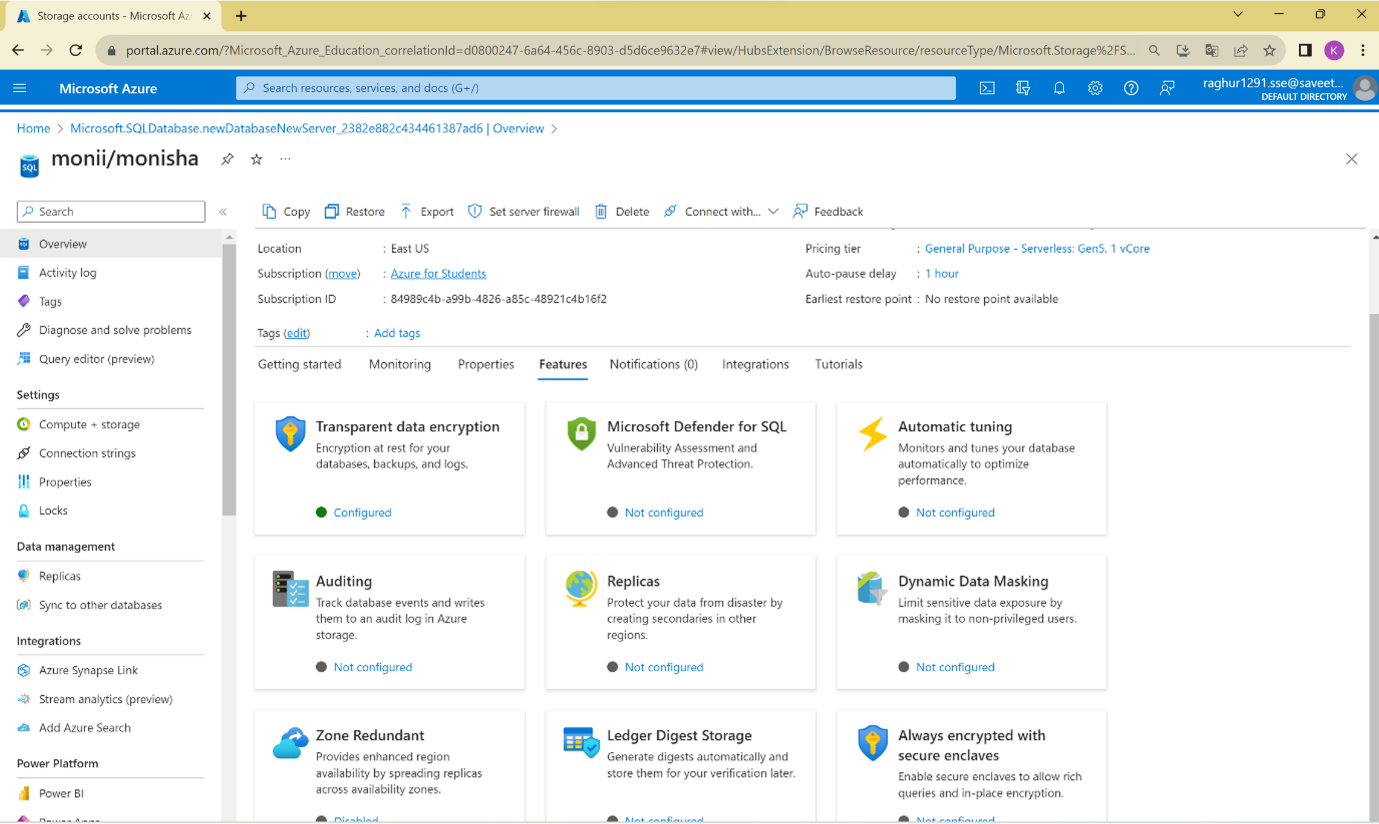 Storage accounts - Microsoft Az
portal.azure.com/?Microsoft_Azure_Education_correlationId=d0800247-6a64-456c-8903-d5d6ce9632e7#view/HubsExtension/BrowseResource/resourceType/Microsoft.Storage%2FS...
K
Microsoft Azure
Search resources, services, and docs (G+/)
raghur1291.sse@saveet...
DEFAULT DIRECTORY
Home > Microsoft.SQLDatabase.newDatabaseNewServer_2382e882c434461387ad6 | Overview >
SQL
monii/monisha
Search
Overview
Activity log
Tags
Diagnose and solve problems
Query editor (preview)
Settings
Compute + storage
Connection strings
Properties
Locks
Data management
Replicas
Sync to other databases
Integrations
Azure Synapse Link
Stream analytics (preview)
Add Azure Search
Power Platform
Power BI
Power Apps
Copy Restore Export Set server firewall Delete Connect with... Feedback
Location : East US
Subscription (move) : Azure for Students
Subscription ID : 84989c4b-a99b-4826-a85c-48921c4b16f2
Tags (edit) : Add tags
Pricing tier : General Purpose - Serverless: Gen5, 1 vCore
Auto-pause delay : 1 hour
Earliest restore point : No restore point available
Getting started Monitoring Properties Features Notifications (0) Integrations Tutorials
Transparent data encryption
Encryption at rest for your
databases, backups, and logs.
Configured
Microsoft Defender for SQL
Vulnerability Assessment and
Advanced Threat Protection.
Not configured
Automatic tuning
Monitors and tunes your database
automatically to optimize
performance.
Not configured
Auditing
Track database events and writes
them to an audit log in Azure
storage.
Not configured
Replicas
Protect your data from disaster by
creating secondaries in other
regions.
Not configured
Dynamic Data Masking
Limit sensitive data exposure by
masking it to non-privileged users.
Not configured
Zone Redundant
Provides enhanced region
availability by spreading replicas
across availability zones.
Disabled
Ledger Digest Storage
Generate digests automatically and
store them for your verification later.
Not configured
Always encrypted with
secure enclaves
Enable secure enclaves to allow rich
queries and in-place encryption.
Not configured